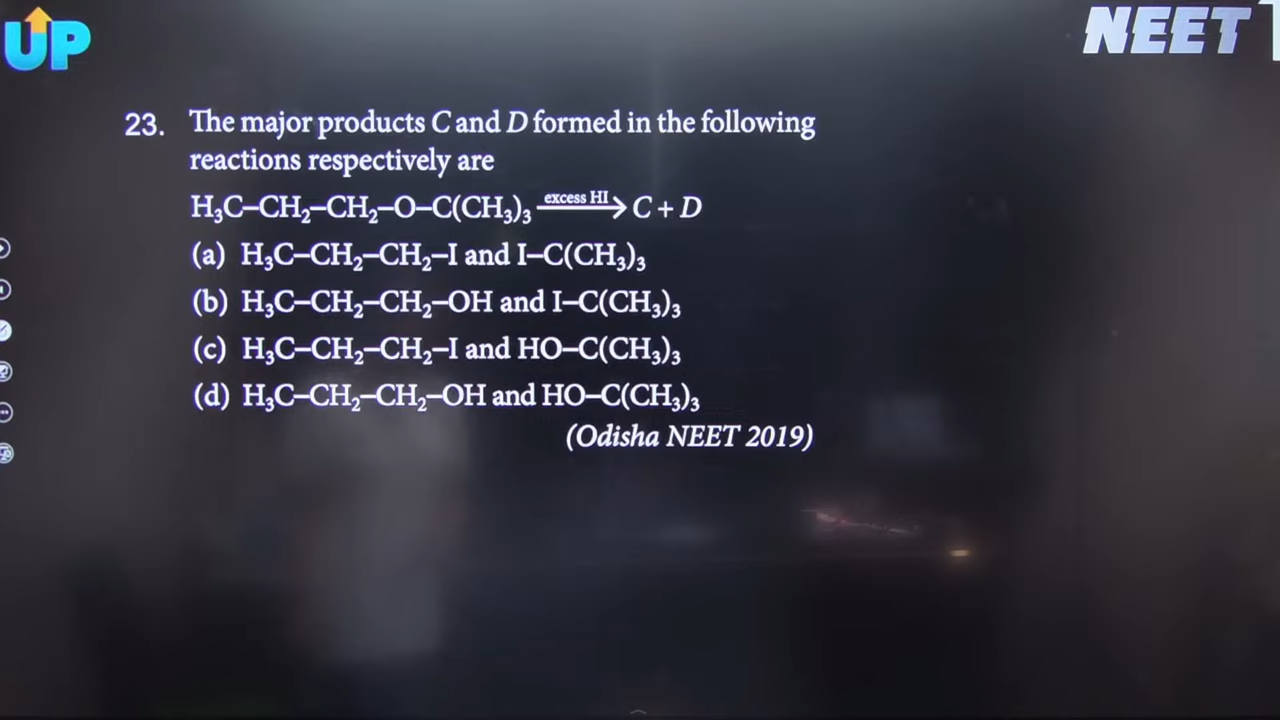 UP
NEET
23. The major products C and D formed in the following
reactions respectively are
H₃C–CH₂–CH₂–O–C(CH₃)₃ excess HI⟶ C + D
(a) H₃C–CH₂–CH₂–I and I–C(CH₃)₃
(b) H₃C–CH₂–CH₂–OH and I–C(CH₃)₃
(c) H₃C–CH₂–CH₂–I and HO–C(CH₃)₃
(d) H₃C–CH₂–CH₂–OH and HO–C(CH₃)₃
(Odisha NEET 2019)